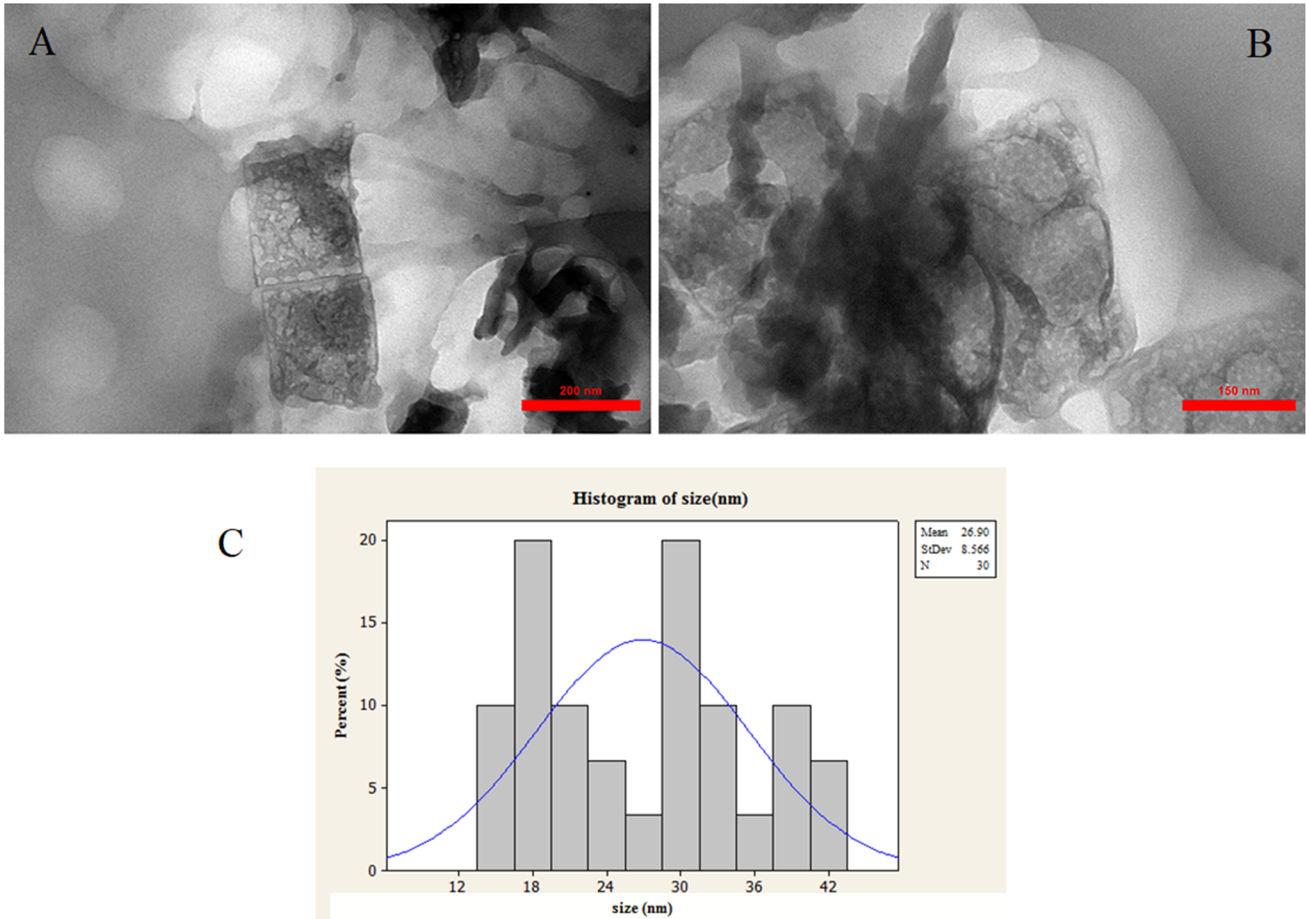 A
B
200 nm
150 nm
C
Histogram of size(nm)
Mean 26.90
StDev 8.566
N 30
20
15
10
5
0
Percent (%)
12 18 24 30 36 42
size (nm)